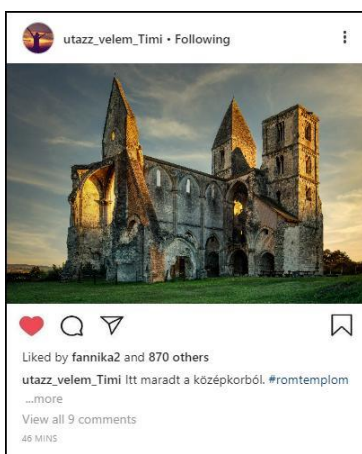 utazz_velem_Timi • Following
Liked by fannika2 and 870 others
utazz_velem_Timi Itt maradt a középkorból. #romtemplom
...more
View all 9 comments
46 MINS